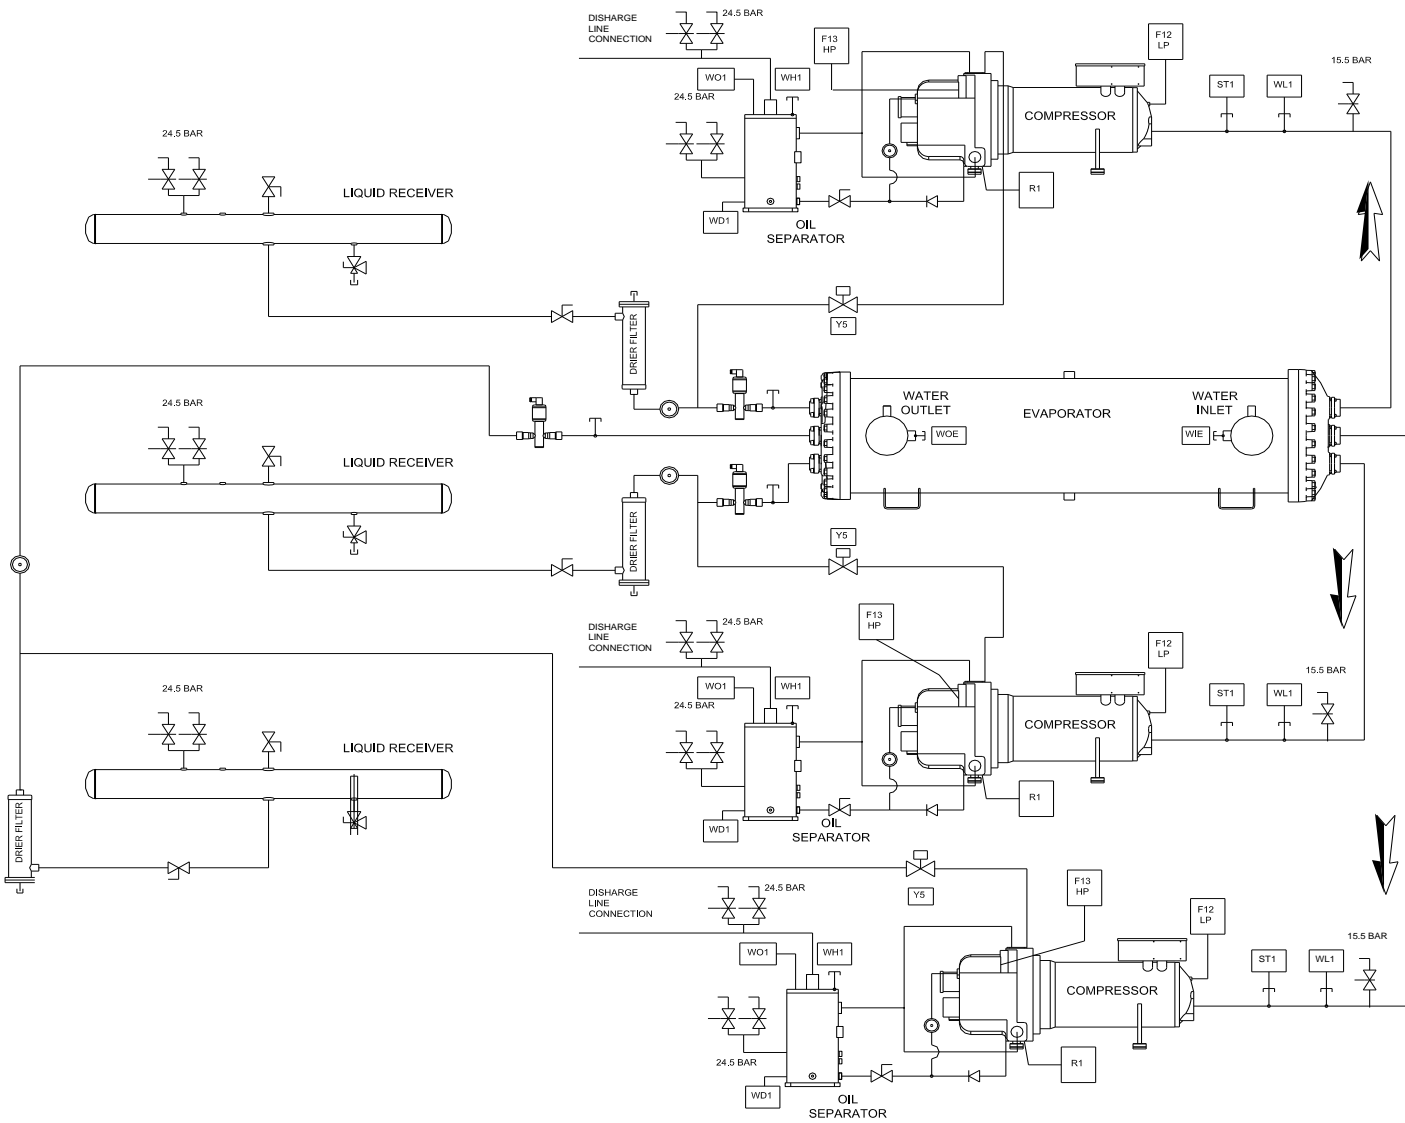 DISHARGE
LINE
CONNECTION
24.5 BAR
F13
HP
F12
LP
15.5 BAR
WO1
WH1
ST1
WL1
24.5 BAR
COMPRESSOR
24.5 BAR
LIQUID RECEIVER
R1
WD1
OIL
SEPARATOR
DRIER FILTER
Y5
24.5 BAR
WATER
OUTLET
EVAPORATOR
WATER
INLET
WOE
WIE
LIQUID RECEIVER
DRIER FILTER
Y5
DISHARGE
LINE
CONNECTION
24.5 BAR
F13
HP
F12
LP
15.5 BAR
24.5 BAR
WO1
WH1
ST1
WL1
24.5 BAR
COMPRESSOR
LIQUID RECEIVER
R1
WD1
OIL
SEPARATOR
DRIER FILTER
Y5
DISHARGE
LINE
CONNECTION
24.5 BAR
F13
HP
F12
LP
15.5 BAR
WO1
WH1
ST1
WL1
COMPRESSOR
24.5 BAR
R1
WD1
OIL
SEPARATOR